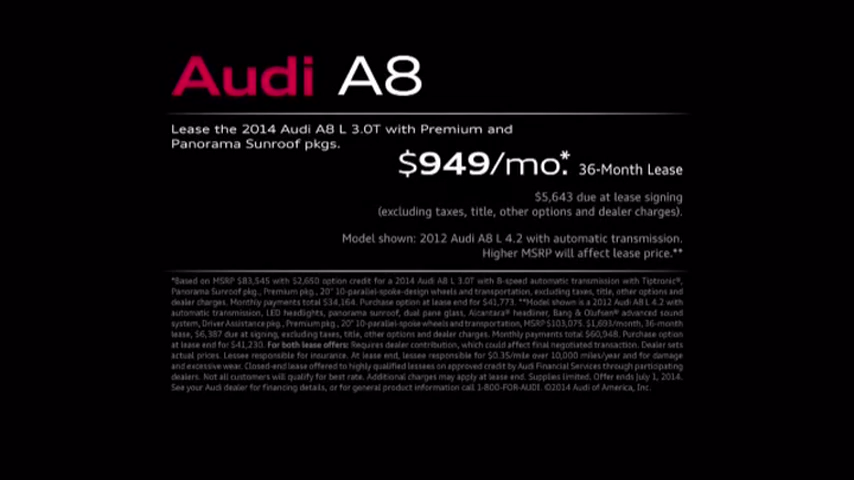 Audi A8
Lease the 2014 Audi A8 L 3.0T with Premium and
Panorama Sunroof pkgs.
$949/mo.* 36-Month Lease
$5,643 due at lease signing
(excluding taxes, title, other options and dealer charges).
Model shown: 2012 Audi A8 L 4.2 with automatic transmission.
Higher MSRP will affect lease price.**
*Based on MSRP $83,545 with $2,650 option credit for a 2014 Audi A8 L 3.0T with 8-speed automatic transmission with Tiptronic®,
Panorama Sunroof pkg., Premium pkg., 20" 10-parallel-spoke-design wheels and transportation, excluding taxes, title, other options and
dealer charges. Monthly payments total $34,164. Purchase option at lease end for $41,773. **Model shown is a 2012 Audi A8 L 4.2 with
automatic transmission, LED headlights, panorama sunroof, dual pane glass, Alcantara® headliner, Bang & Olufsen® advanced sound
system, Driver Assistance pkg., Premium pkg., 20" 10-parallel-spoke wheels and transportation, MSRP $103,075. $1,693/month, 36-month
lease, $6,387 due at signing, excluding taxes, title, other options and dealer charges. Monthly payments total $60,948. Purchase option
at lease end for $41,230. For both lease offers: Requires dealer contribution, which could affect final negotiated transaction. Dealer sets
actual prices. Lessee responsible for insurance. At lease end, lessee responsible for $0.35/mile over 10,000 miles/year and for damage
and excessive wear. Closed-end lease offered to highly qualified lessees on approved credit by Audi Financial Services through participating
dealers. Not all customers will qualify for best rate. Additional charges may apply at lease end. Supplies limited. Offer ends July 1, 2014.
See your Audi dealer for financing details, or for general product information call 1-800-FOR-AUDI. ©2014 Audi of America, Inc.